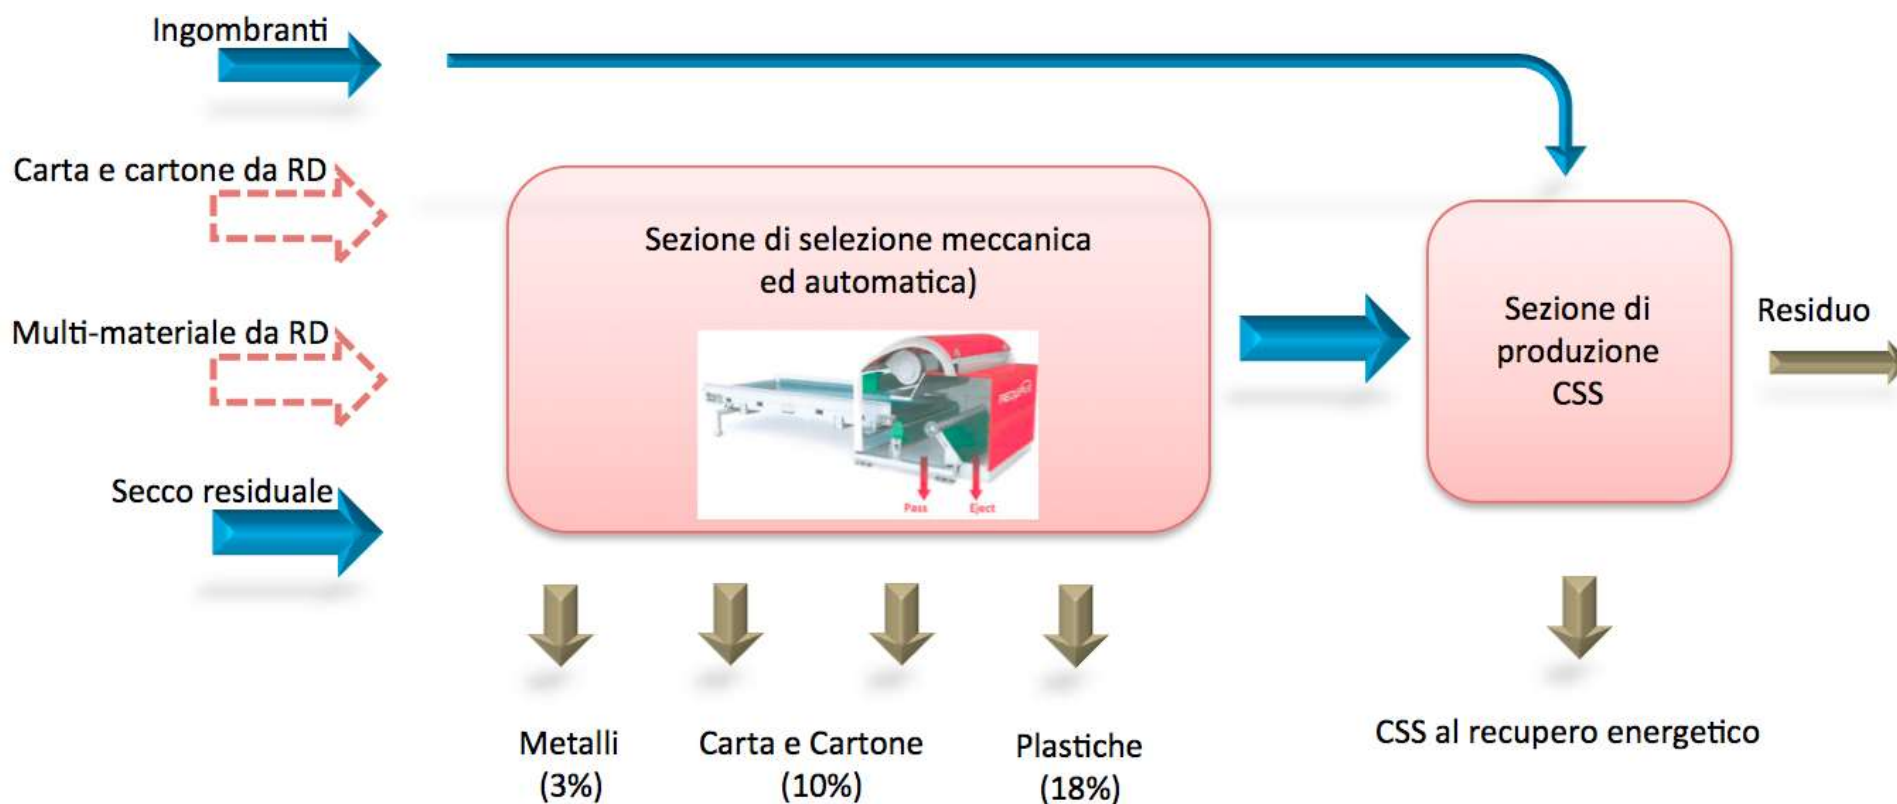 Ingombranti
Carta e cartone da RD
Multi-materiale da RD
Secco residuale
Sezione di selezione meccanica
ed automatica)
Pass
Eject
Sezione di
produzione
CSS
Residuo
Metalli
(3%)
Carta e Cartone
(10%)
Plastiche
(18%)
CSS al recupero energetico